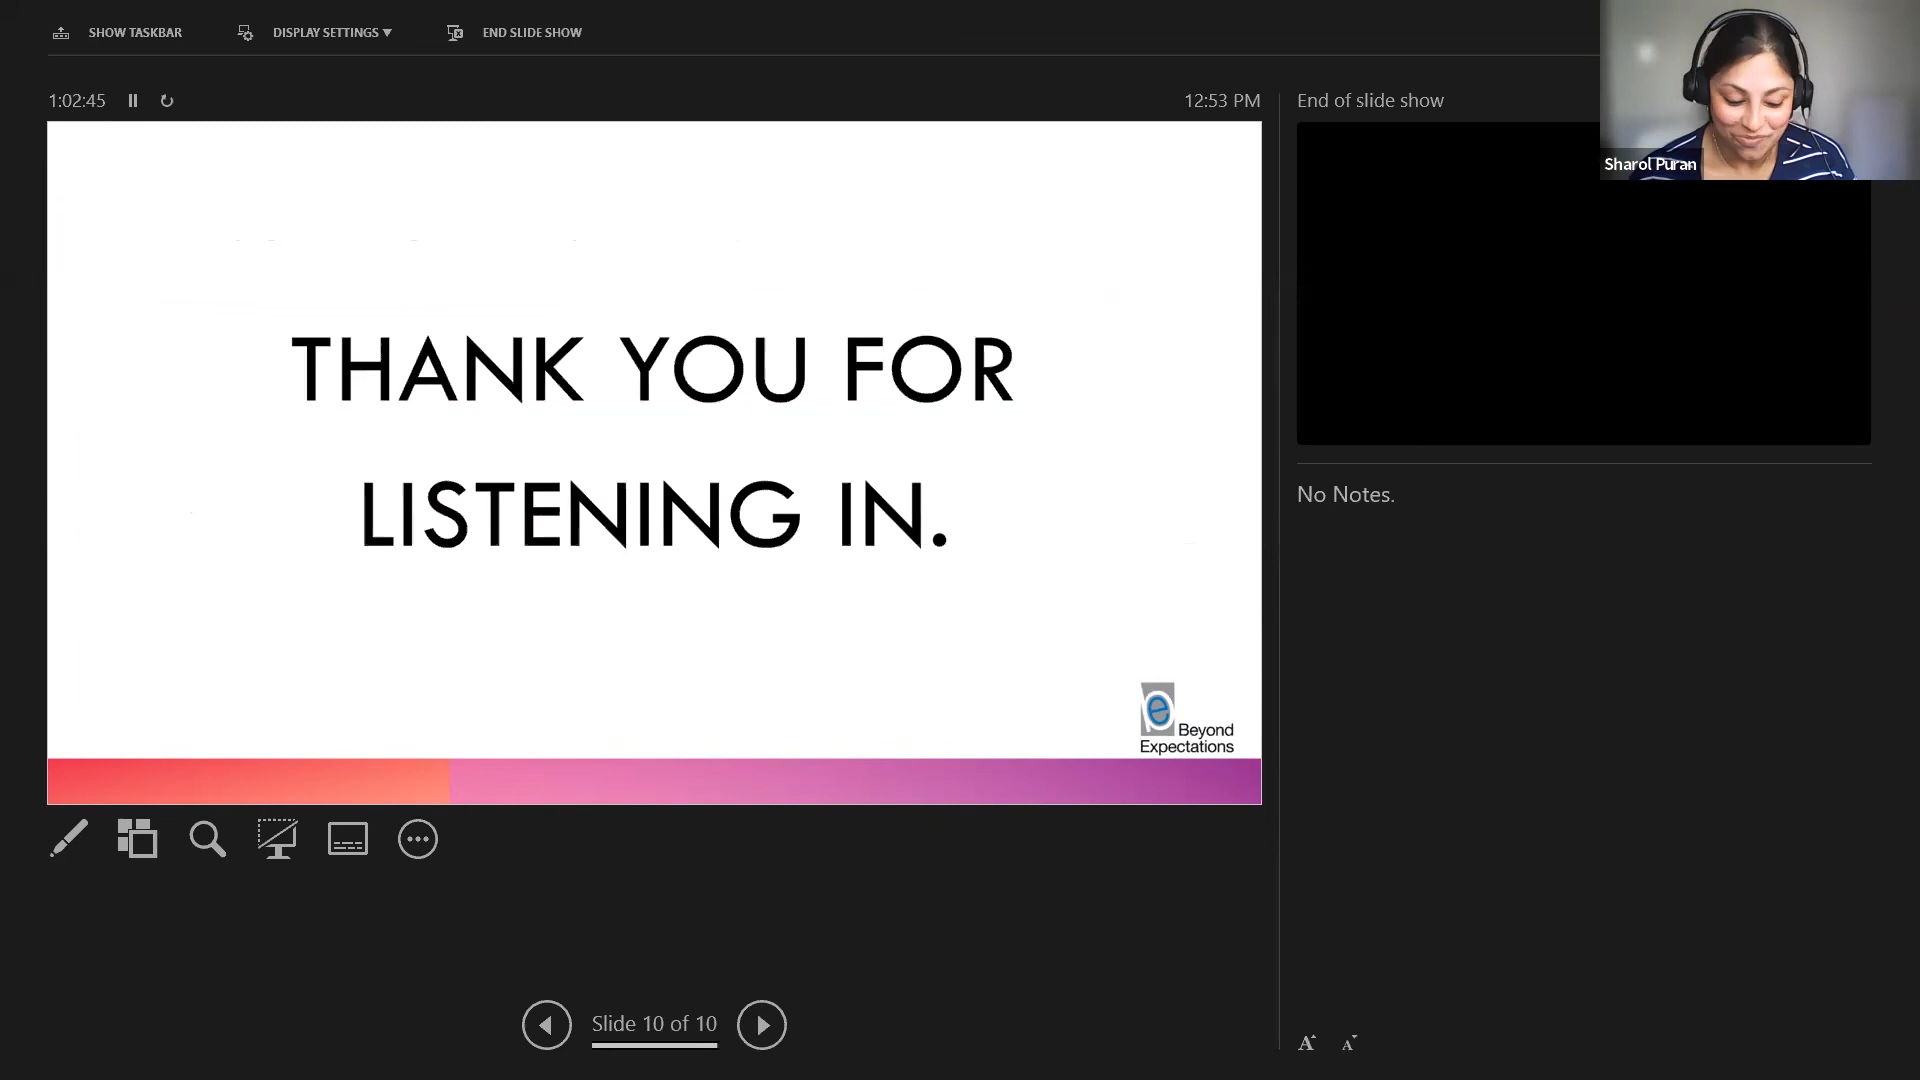 SHOW TASKBAR
DISPLAY SETTINGS ▼
END SLIDE SHOW
1:02:45
12:53 PM
End of slide show
Sharol Puran
THANK YOU FOR
LISTENING IN.
No Notes.
e
Beyond
Expectations
Slide 10 of 10
A
A